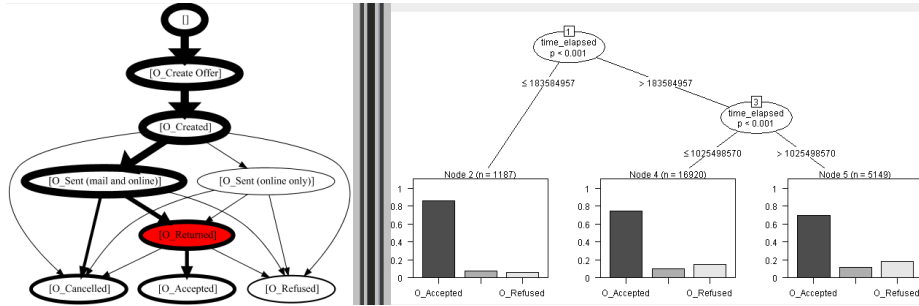 []
[O_Create Offer]
[O_Created]
[O_Sent (mail and online)]
[O_Sent (online only)]
[O_Returned]
[O_Cancelled]
[O_Accepted]
[O_Refused]
1
time_elapsed
p < 0.001
≤ 183584957
> 183584957
3
time_elapsed
p < 0.001
≤1025498570
> 1025498570
Node 2 (n = 1187)
1
0.8
0.6
0.4
0.2
0
O_Accepted
O_Refused
Node 4 (n = 16920)
1
0.8
0.6
0.4
0.2
0
O_Accepted
O_Refused
Node 5 (n = 5149)
1
0.8
0.6
0.4
0.2
0
O_Accepted
O_Refused